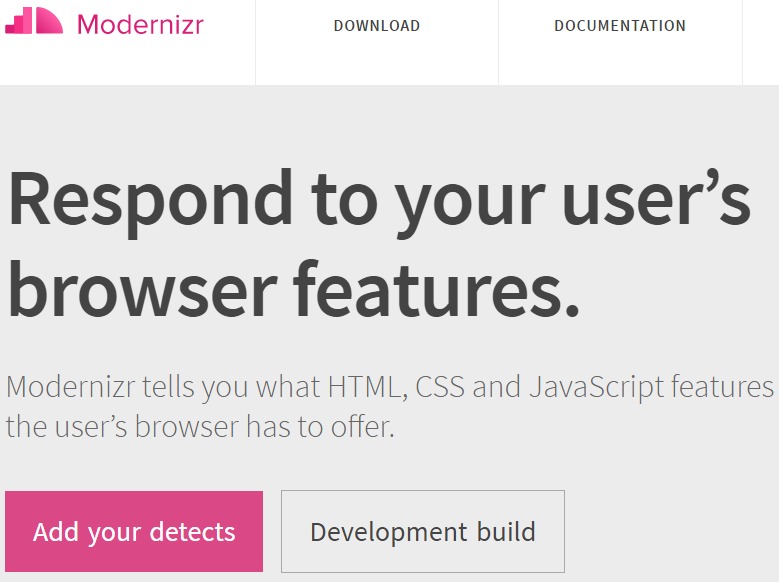 Modernizr
DOWNLOAD
DOCUMENTATION
Respond to your user’s
browser features.
Modernizr tells you what HTML, CSS and JavaScript features
the user’s browser has to offer.
Add your detects
Development build